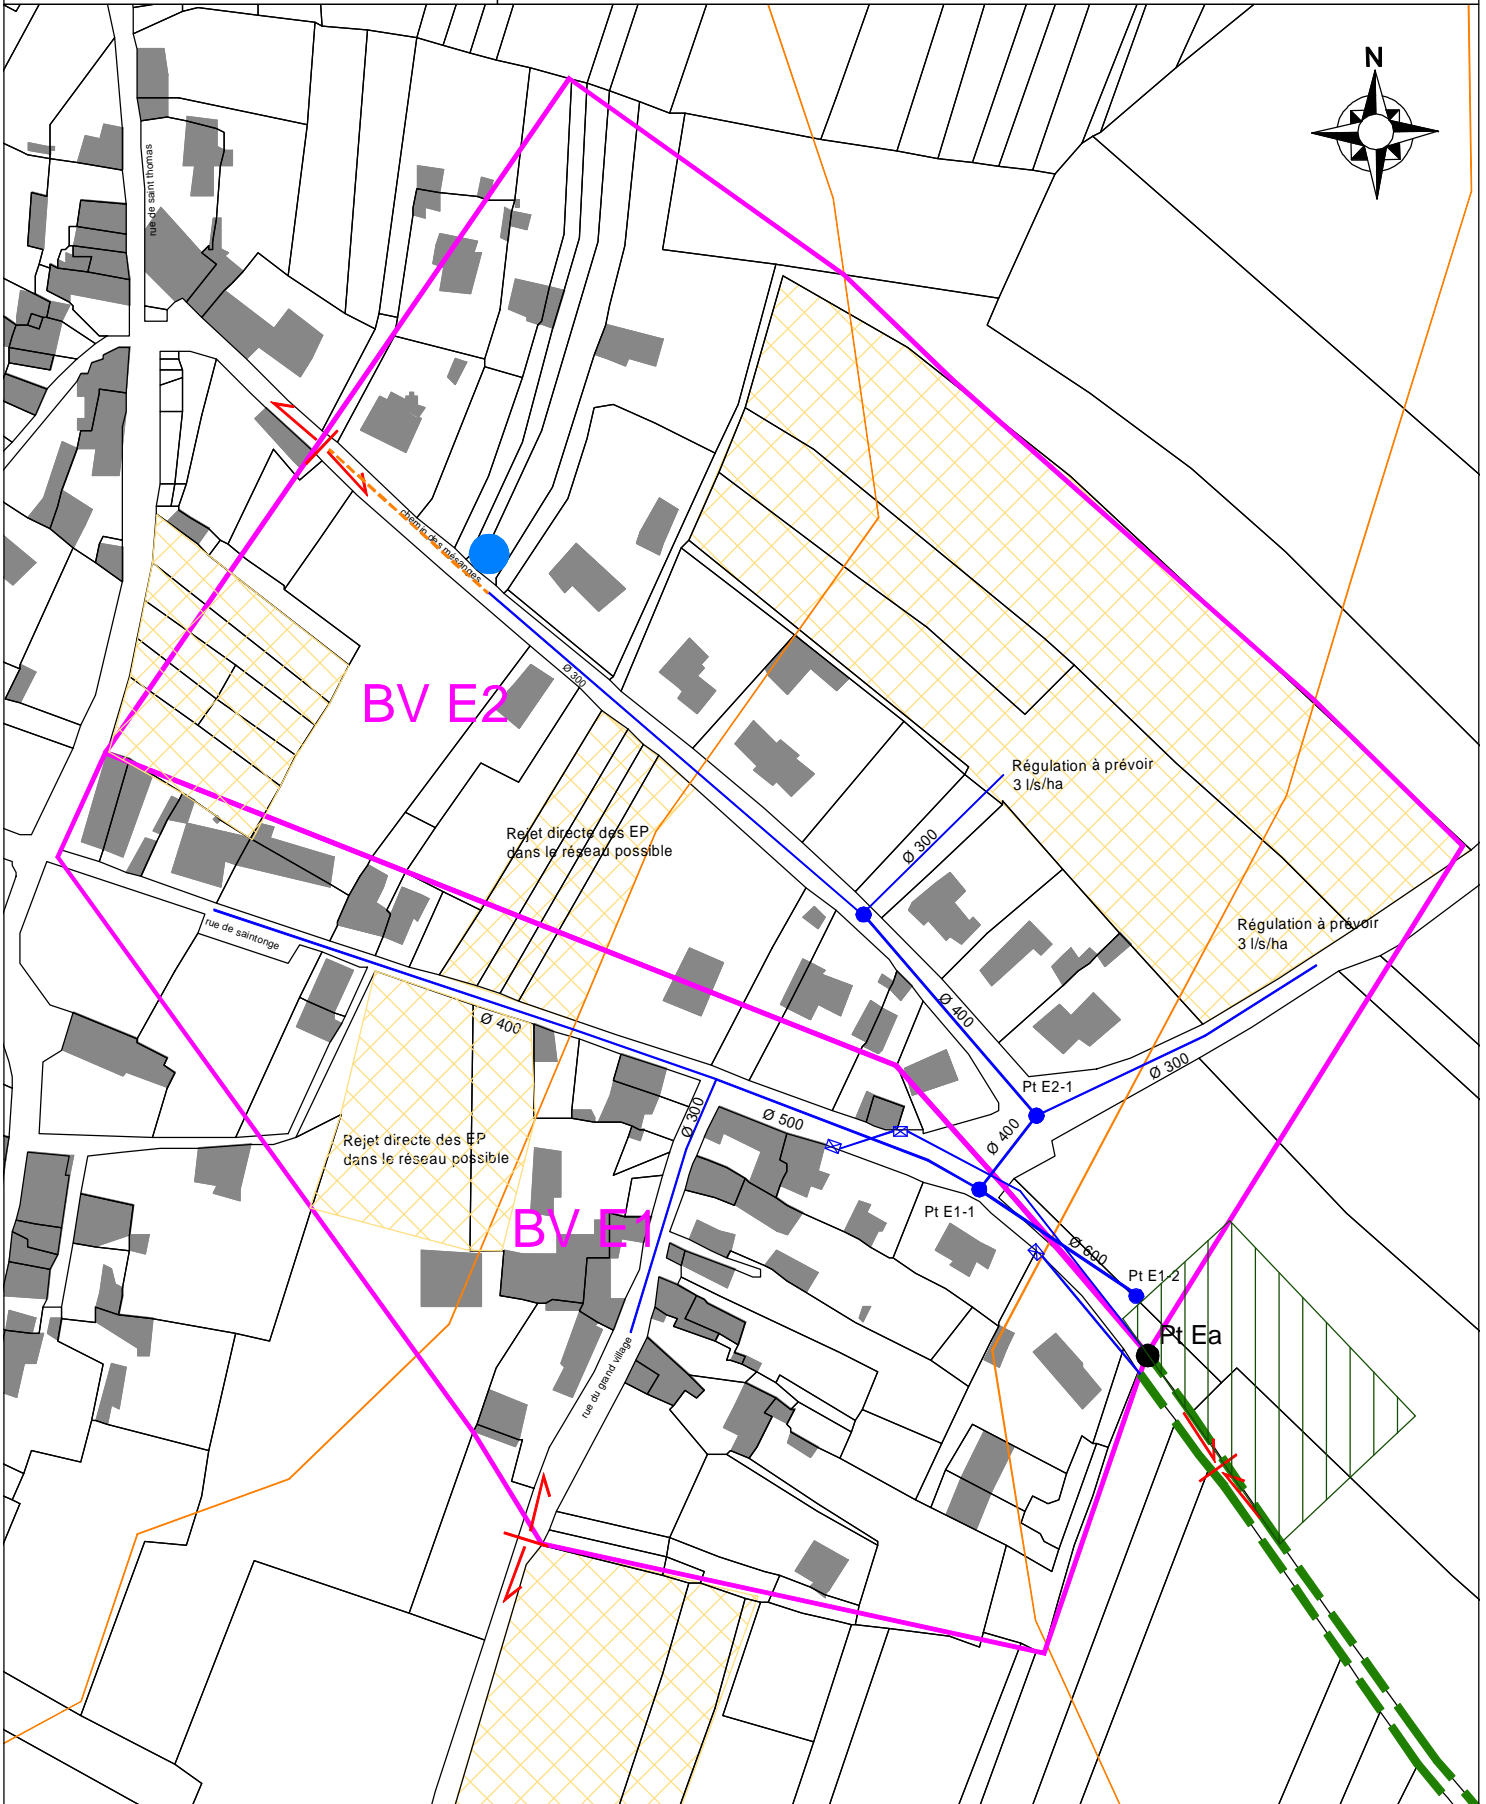 N
rue de saint thomas
chemin des mésanges
Ø 300
BV E2
Régulation à prévoir
3 l/s/ha
Rejet directe des EP
dans le réseau possible
Ø 300
Régulation à prévoir
3 l/s/ha
rue de saintonge
Ø 400
Ø 400
Ø 300
Pt E2-1
Ø 300
Ø 500
Ø 400
Rejet directe des EP
dans le réseau possible
Pt E1-1
BV E1
Ø 600
Pt E1-2
Pt Ea
rue du grand village